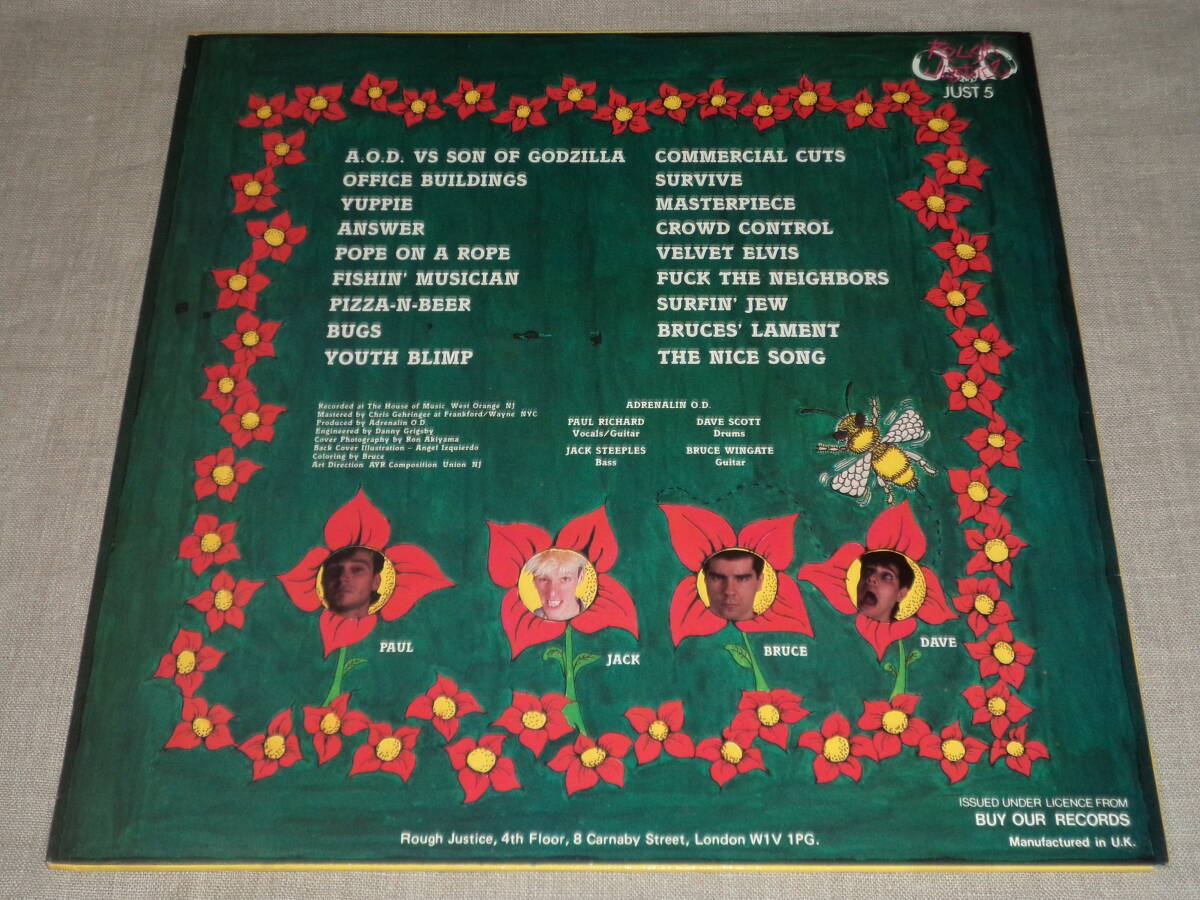 ROUGH
JUSTICE
JUST 5
A.O.D. VS SON OF GODZILLA
OFFICE BUILDINGS
YUPPIE
ANSWER
POPE ON A ROPE
FISHIN' MUSICIAN
PIZZA-N-BEER
BUGS
YOUTH BLIMP
COMMERCIAL CUTS
SURVIVE
MASTERPIECE
CROWD CONTROL
VELVET ELVIS
FUCK THE NEIGHBORS
SURFIN' JEW
BRUCES' LAMENT
THE NICE SONG
Recorded at The House of Music West Orange NJ
Mastered by Chris Gehringer at Frankford/Wayne NYC
Produced by Adrenalin O.D.
Engineered by Danny Grigsby
Cover Photography by Ron Akiyama
Back Cover Illustration – Angel Izquierdo
Coloring by Bruce
Art Direction AYR Composition Union NJ
ADRENALIN O.D.
PAUL RICHARD
Vocals/Guitar
DAVE SCOTT
Drums
JACK STEEPLES
Bass
BRUCE WINGATE
Guitar
PAUL
JACK
BRUCE
DAVE
ISSUED UNDER LICENCE FROM
BUY OUR RECORDS
Manufactured in U.K.
Rough Justice, 4th Floor, 8 Carnaby Street, London W1V 1PG.